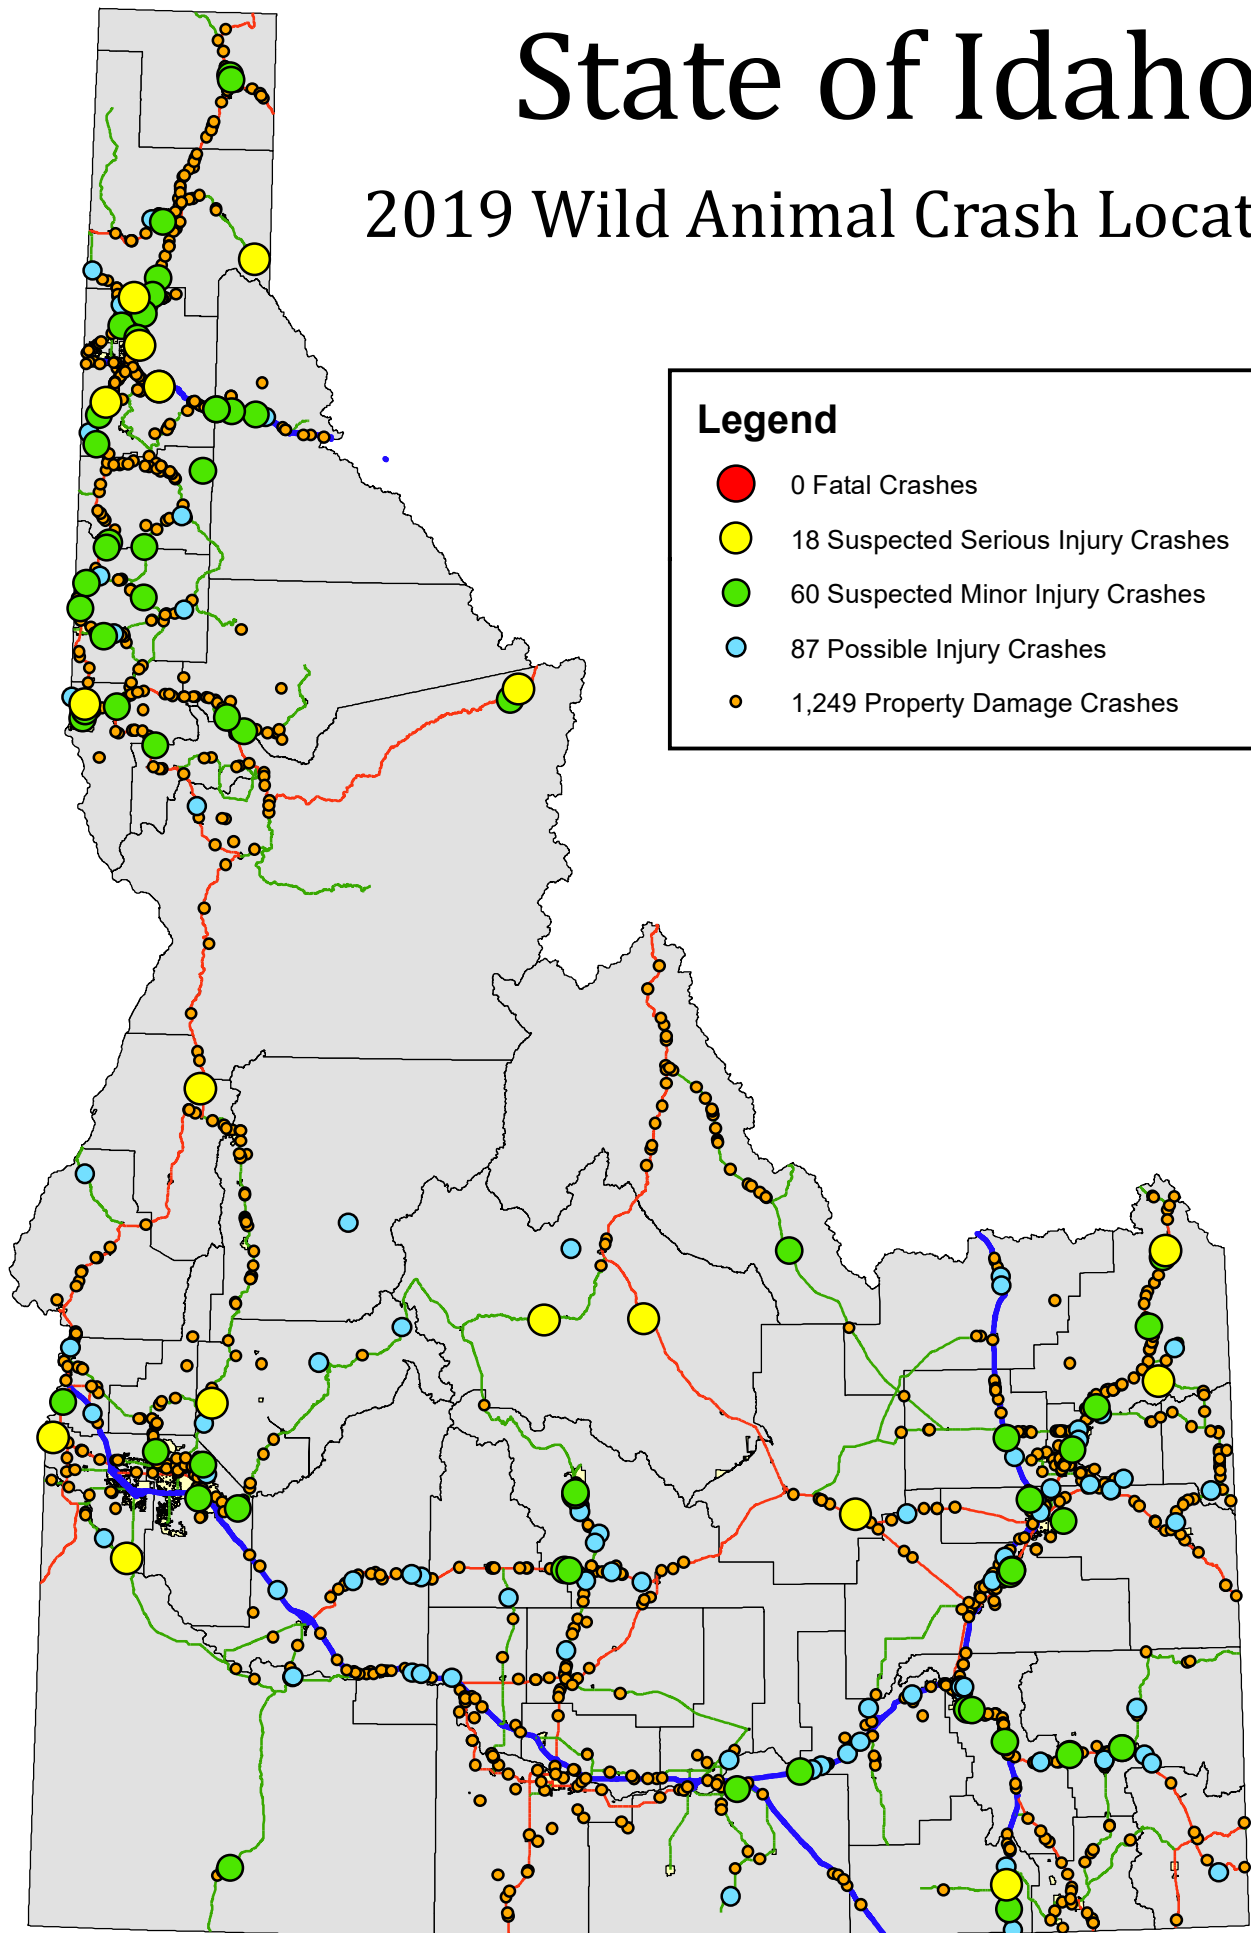 State of Idaho
2019 Wild Animal Crash Locat
Legend
0 Fatal Crashes
18 Suspected Serious Injury Crashes
60 Suspected Minor Injury Crashes
87 Possible Injury Crashes
1,249 Property Damage Crashes